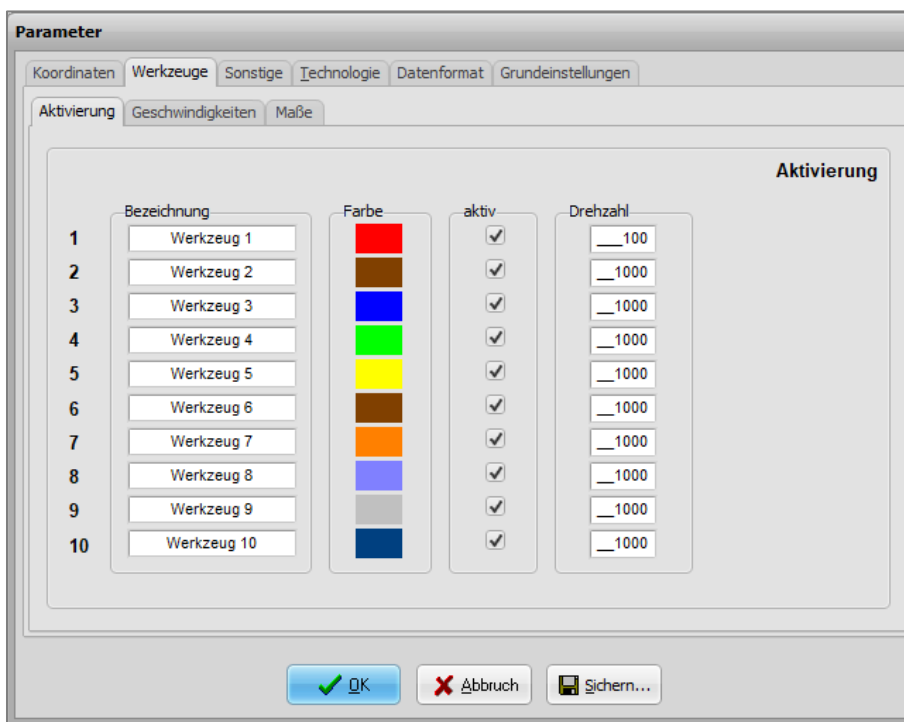 Parameter
Koordinaten Werkzeuge Sonstige Technologie Datenformat Grundeinstellungen
Aktivierung Geschwindigkeiten Maße
Aktivierung
Bezeichnung Farbe aktiv Drehzahl
1 Werkzeug 1 ___100
2 Werkzeug 2 __1000
3 Werkzeug 3 __1000
4 Werkzeug 4 __1000
5 Werkzeug 5 __1000
6 Werkzeug 6 __1000
7 Werkzeug 7 __1000
8 Werkzeug 8 __1000
9 Werkzeug 9 __1000
10 Werkzeug 10 __1000
OK Abbruch Sichern...